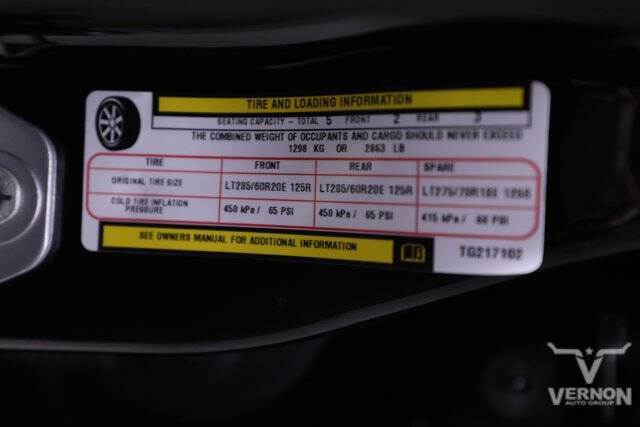 TIRE AND LOADING INFORMATION
SEATING CAPACITY - TOTAL 5 FRONT 2 REAR 3
THE COMBINED WEIGHT OF OCCUPANTS AND CARGO SHOULD NEVER EXCEED
1298 KG OR 2863 LB
TIRE FRONT REAR SPARE
ORIGINAL TIRE SIZE LT285/60R20E 125R LT285/60R20E 125R
COLD TIRE INFLATION PRESSURE 450 kPa / 65 PSI 450 kPa / 65 PSI 415 kPa / 60 PSI
SEE OWNERS MANUAL FOR ADDITIONAL INFORMATION
TG2171D2
VERNON
AUTO GROUP